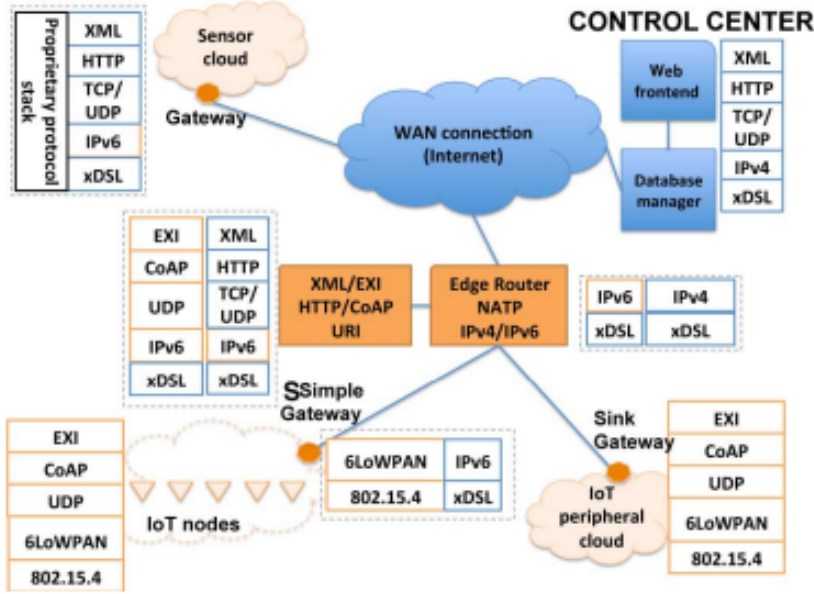 Proprietary protocol
stack
XML
HTTP
TCP/
UDP
IPv6
xDSL
Sensor
cloud
Gateway
WAN connection
(Internet)
CONTROL CENTER
Web
frontend
Database
manager
XML
HTTP
TCP/
UDP
IPv4
xDSL
EXI
CoAP
UDP
IPv6
xDSL
XML
HTTP
TCP/
UDP
IPv6
xDSL
XML/EXI
HTTP/CoAP
URI
Edge Router
NATP
IPv4/IPv6
IPv6
IPv4
xDSL
xDSL
SSimple
Gateway
EXI
CoAP
UDP
6LoWPAN
802.15.4
IoT nodes
6LoWPAN
IPv6
802.15.4
xDSL
Sink
Gateway
IoT
peripheral
cloud
EXI
CoAP
UDP
6LoWPAN
802.15.4